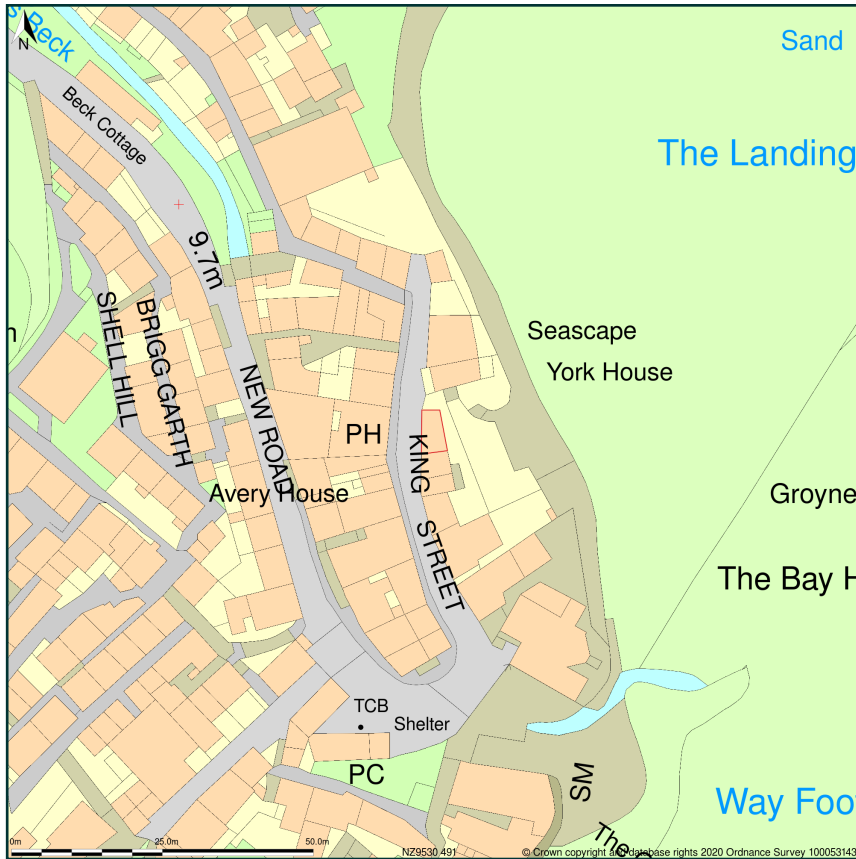 s Beck
N
Sand
Beck Cottage
The Landing
9.7m
SHELL HILL
BRIGG GARTH
n
Seascape
York House
NEW ROAD
PH
KING STREET
Avery House
Groyne
The Bay H
TCB
Shelter
PC
SM
Way Foo
The
0m 25.0m 50.0m
NZ9530 491
© Crown copyright and database rights 2020 Ordnance Survey 100053143